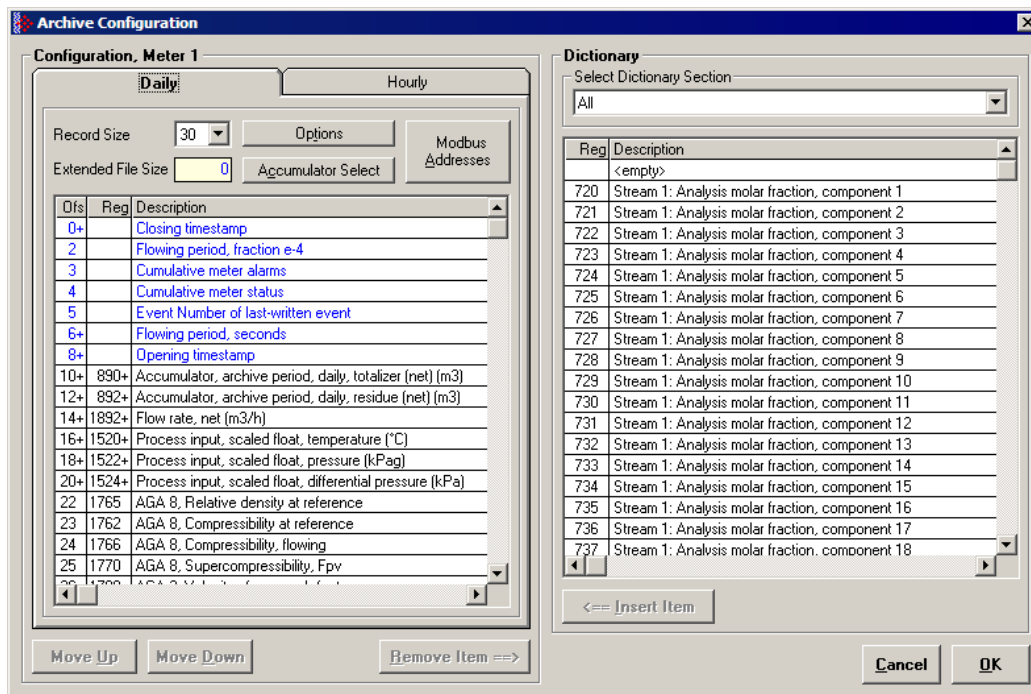 Archive Configuration
Configuration, Meter 1
Daily
Hourly
Record Size 30 Options Modbus Addresses
Extended File Size 0 Accumulator Select
Ofs Reg Description
0+ Closing timestamp
2 Flowing period, fraction e-4
3 Cumulative meter alarms
4 Cumulative meter status
5 Event Number of last-written event
6+ Flowing period, seconds
8+ Opening timestamp
10+ 890+ Accumulator, archive period, daily, totalizer (net) (m3)
12+ 892+ Accumulator, archive period, daily, residue (net) (m3)
14+ 1892+ Flow rate, net (m3/h)
16+ 1520+ Process input, scaled float, temperature (°C)
18+ 1522+ Process input, scaled float, pressure (kPag)
20+ 1524+ Process input, scaled float, differential pressure (kPa)
22 1765 AGA 8, Relative density at reference
23 1762 AGA 8, Compressibility at reference
24 1766 AGA 8, Compressibility, flowing
25 1770 AGA 8, Supercompressibility, Fpv
Move Up Move Down Remove Item ==>
Dictionary
Select Dictionary Section
All
Reg Description
<empty>
720 Stream 1: Analysis molar fraction, component 1
721 Stream 1: Analysis molar fraction, component 2
722 Stream 1: Analysis molar fraction, component 3
723 Stream 1: Analysis molar fraction, component 4
724 Stream 1: Analysis molar fraction, component 5
725 Stream 1: Analysis molar fraction, component 6
726 Stream 1: Analysis molar fraction, component 7
727 Stream 1: Analysis molar fraction, component 8
728 Stream 1: Analysis molar fraction, component 9
729 Stream 1: Analysis molar fraction, component 10
730 Stream 1: Analysis molar fraction, component 11
731 Stream 1: Analysis molar fraction, component 12
732 Stream 1: Analysis molar fraction, component 13
733 Stream 1: Analysis molar fraction, component 14
734 Stream 1: Analysis molar fraction, component 15
735 Stream 1: Analysis molar fraction, component 16
736 Stream 1: Analysis molar fraction, component 17
737 Stream 1: Analysis molar fraction, component 18
<== Insert Item
Cancel OK